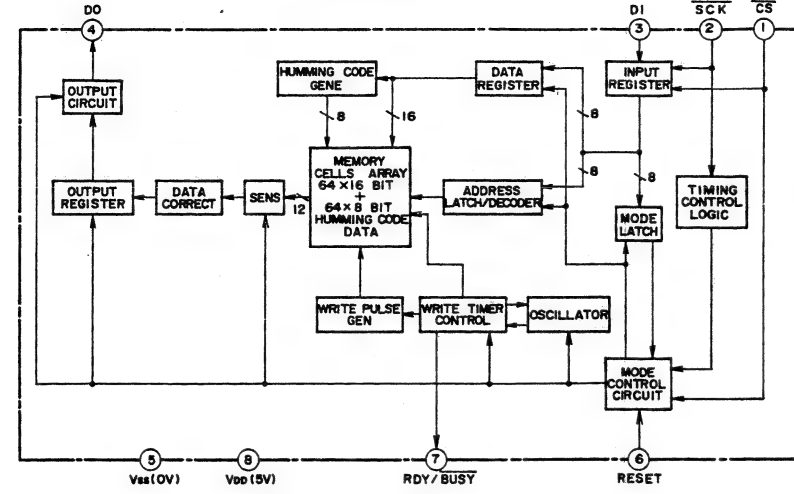 DO
DI
SCK
CS
4
3
2
1
HUMMING CODE
GENE
DATA
REGISTER
INPUT
REGISTER
OUTPUT
CIRCUIT
8
16
8
MEMORY
CELLS ARRAY
64×16 BIT
+
64×8 BIT
HUMMING CODE
DATA
8
8
OUTPUT
REGISTER
DATA
CORRECT
SENS
12
ADDRESS
LATCH/DECODER
TIMING
CONTROL
LOGIC
MODE
LATCH
WRITE PULSE
GEN
WRITE TIMER
CONTROL
OSCILLATOR
MODE
CONTROL
CIRCUIT
5
8
7
6
Vss(0V)
VDD(5V)
RDY/BUSY
RESET